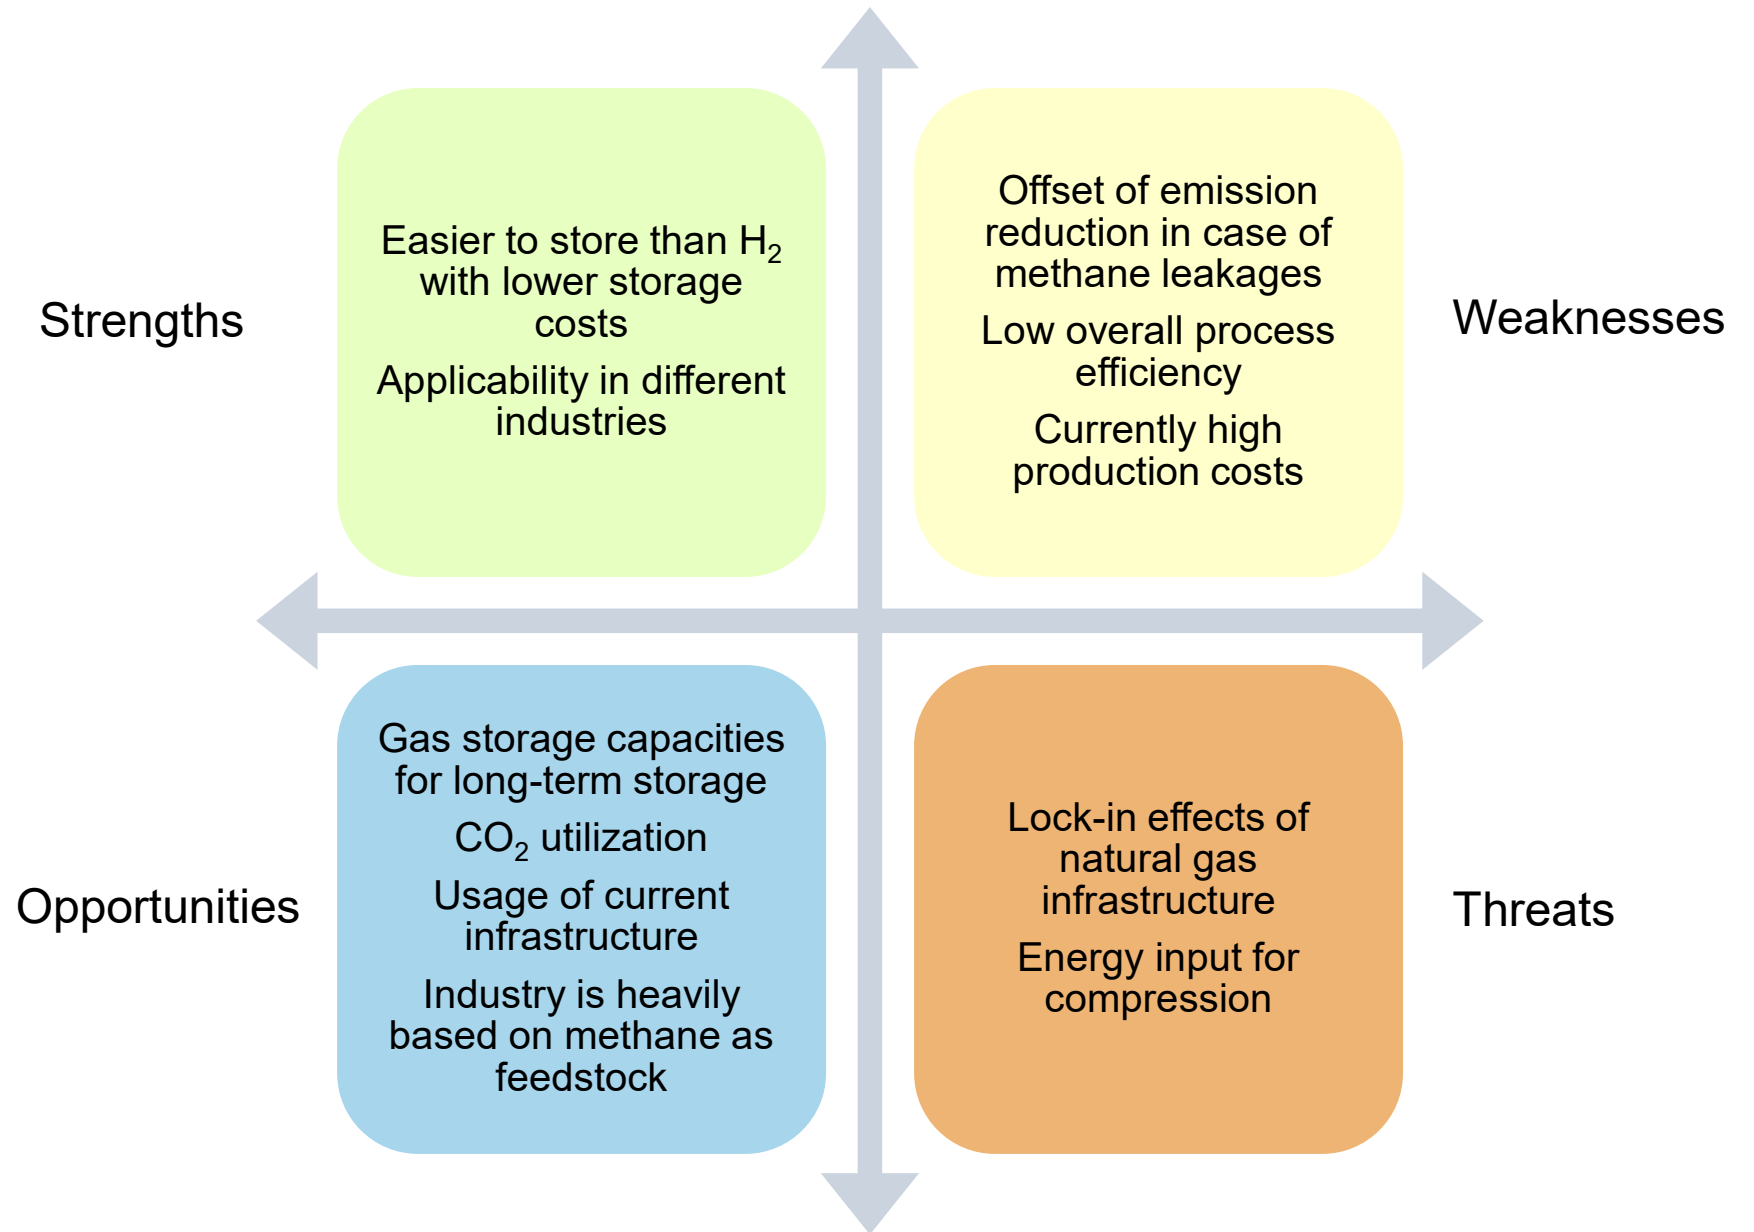 Strengths
Easier to store than H₂
with lower storage
costs
Applicability in different
industries
Offset of emission
reduction in case of
methane leakages
Low overall process
efficiency
Currently high
production costs
Weaknesses
Opportunities
Gas storage capacities
for long-term storage
CO₂ utilization
Usage of current
infrastructure
Industry is heavily
based on methane as
feedstock
Lock-in effects of
natural gas
infrastructure
Energy input for
compression
Threats